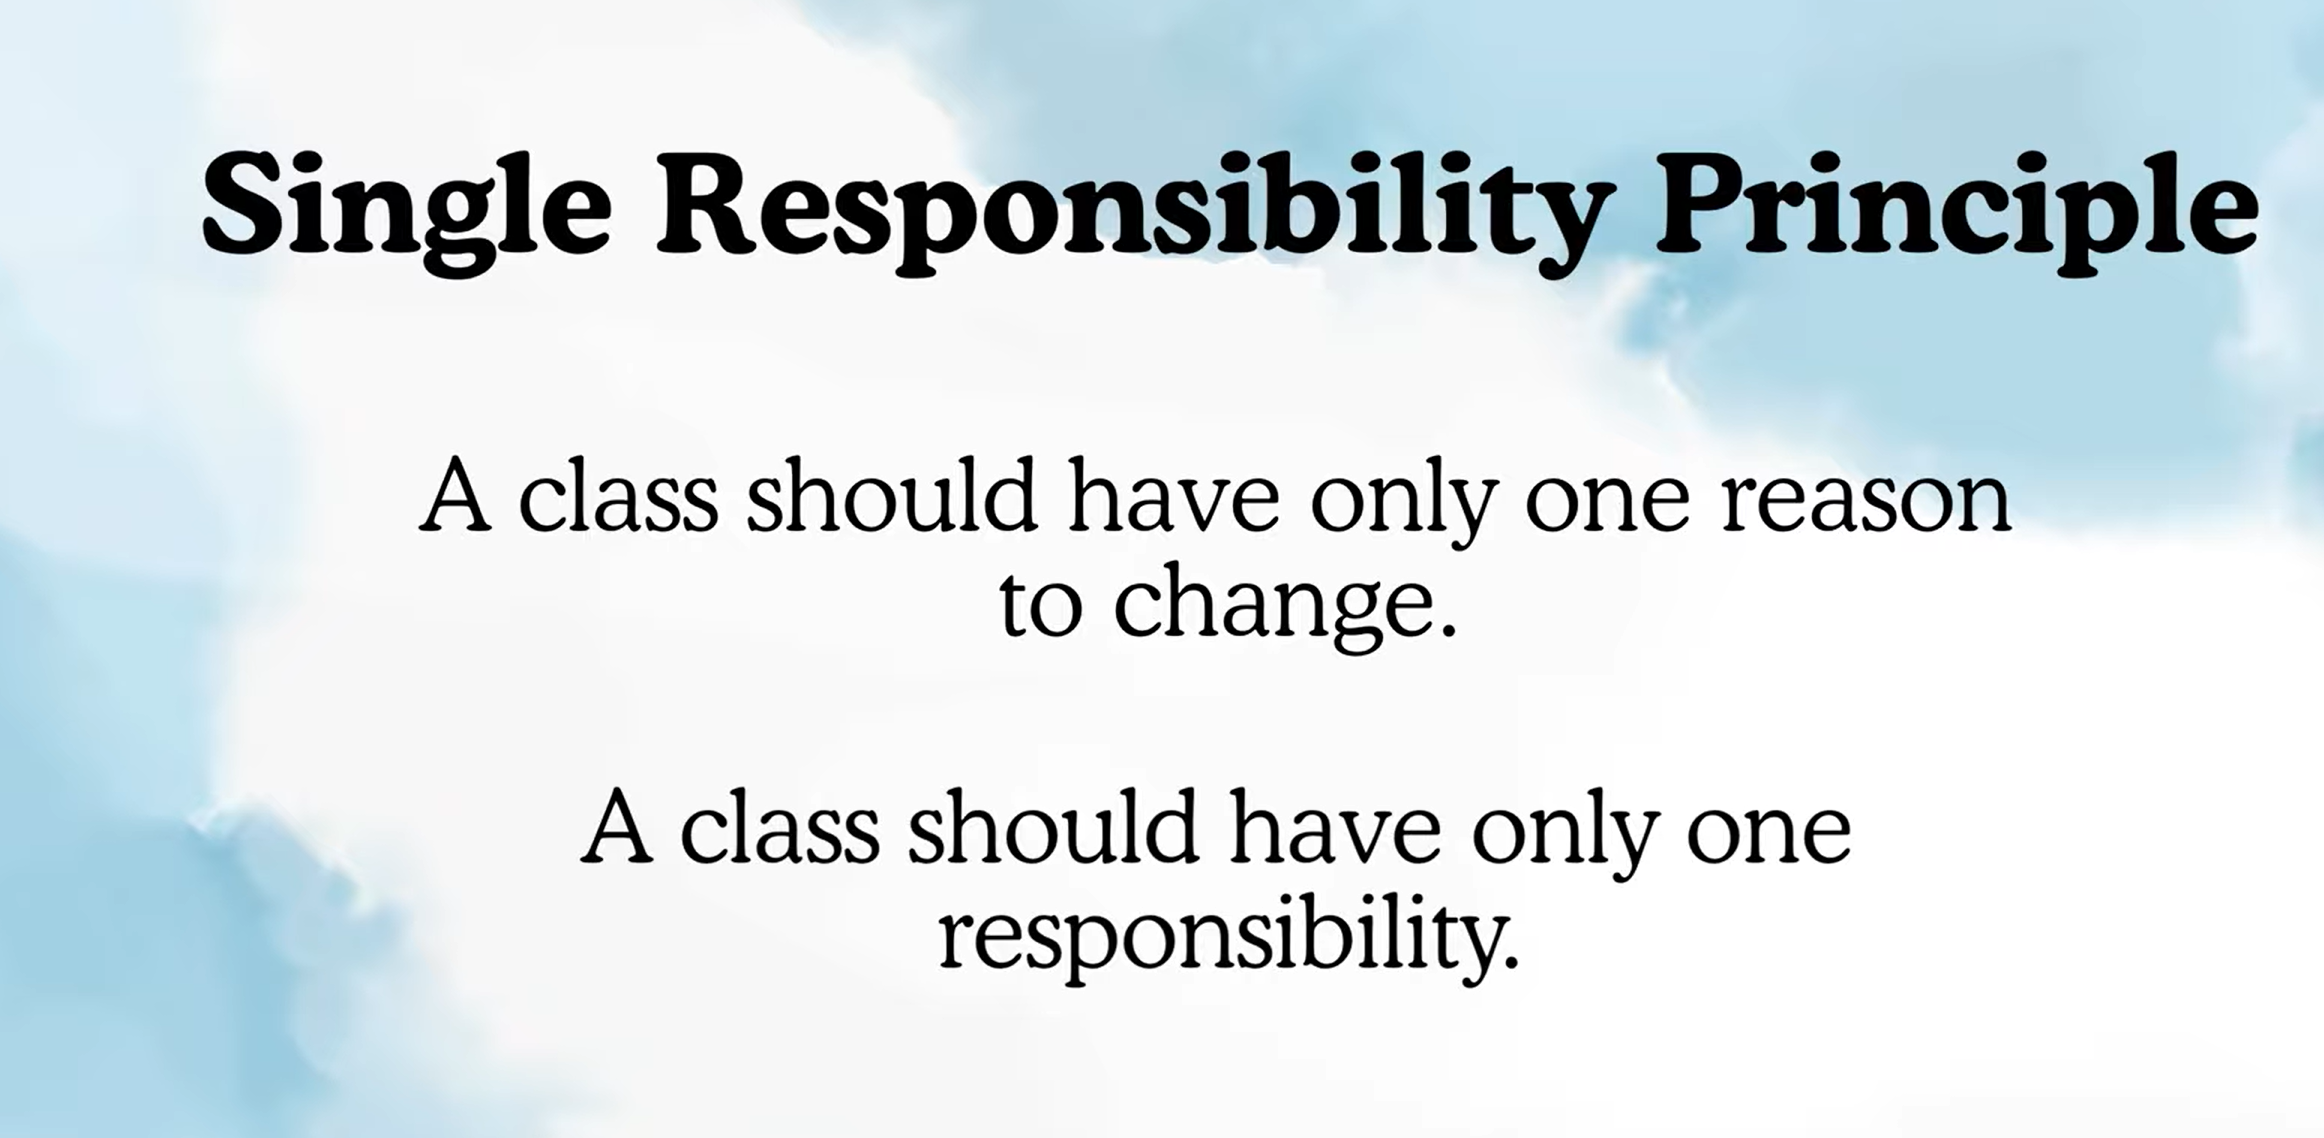 Single Responsibility Principle
A class should have only one reason
to change.
A class should have only one
responsibility.